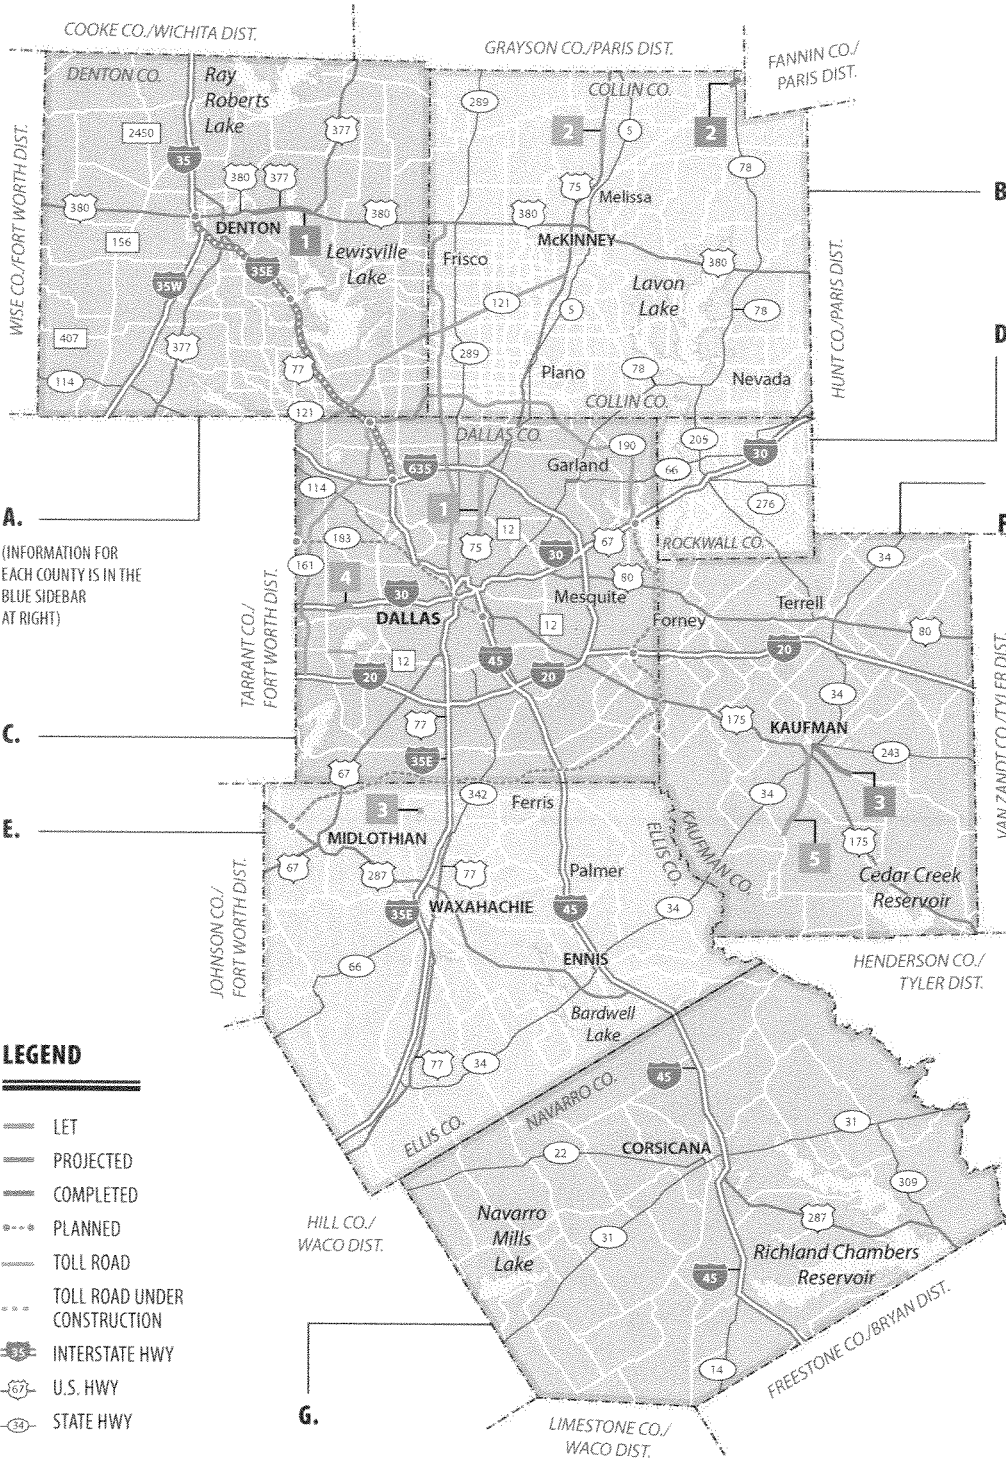 COOKE CO./WICHITA DIST.
GRAYSON CO./PARIS DIST.
FANNIN CO./
PARIS DIST.
DENTON CO.
Ray
Roberts
Lake
COLLIN CO.
289
2
5
2
377
2450
35
78
WISE CO./FORT WORTH DIST.
380
377
75
Melissa
B
380
380
380
DENTON
156
1
Lewisville
Lake
McKINNEY
Frisco
380
HUNT CO./PARIS DIST.
35E
35W
Lavon
Lake
121
5
78
407
377
289
D
77
Plano
78
Nevada
114
COLLIN CO.
121
DALLAS CO.
190
205
30
635
Garland
66
114
276
A.
1
12
F
(INFORMATION FOR
EACH COUNTY IS IN THE
BLUE SIDEBAR
AT RIGHT)
183
75
30
67
ROCKWALL CO.
34
161
4
30
80
Mesquite
Terrell
TARRANT CO./
FORT WORTH DIST.
DALLAS
12
Forney
80
12
45
20
20
20
VAN ZANDT CO./TYLER DIST.
34
77
175
KAUFMAN
C.
35E
243
67
342
34
3
3
Ferris
E.
MIDLOTHIAN
ELLIS CO.
KAUFMAN CO.
175
5
67
287
77
Palmer
Cedar Creek
Reservoir
JOHNSON CO./
FORT WORTH DIST.
35E
WAXAHACHIE
45
34
66
ENNIS
HENDERSON CO./
TYLER DIST.
Bardwell
Lake
LEGEND
77
34
45
NAVARRO CO.
ELLIS CO.
LET
PROJECTED
COMPLETED
PLANNED
TOLL ROAD
TOLL ROAD UNDER
CONSTRUCTION
35 INTERSTATE HWY
67 U.S. HWY
34 STATE HWY
31
22
CORSICANA
309
HILL CO./
WACO DIST.
Navarro
Mills
Lake
31
287
Richland Chambers
Reservoir
45
FREESTONE CO./BRYAN DIST.
14
G.
LIMESTONE CO./
WACO DIST.